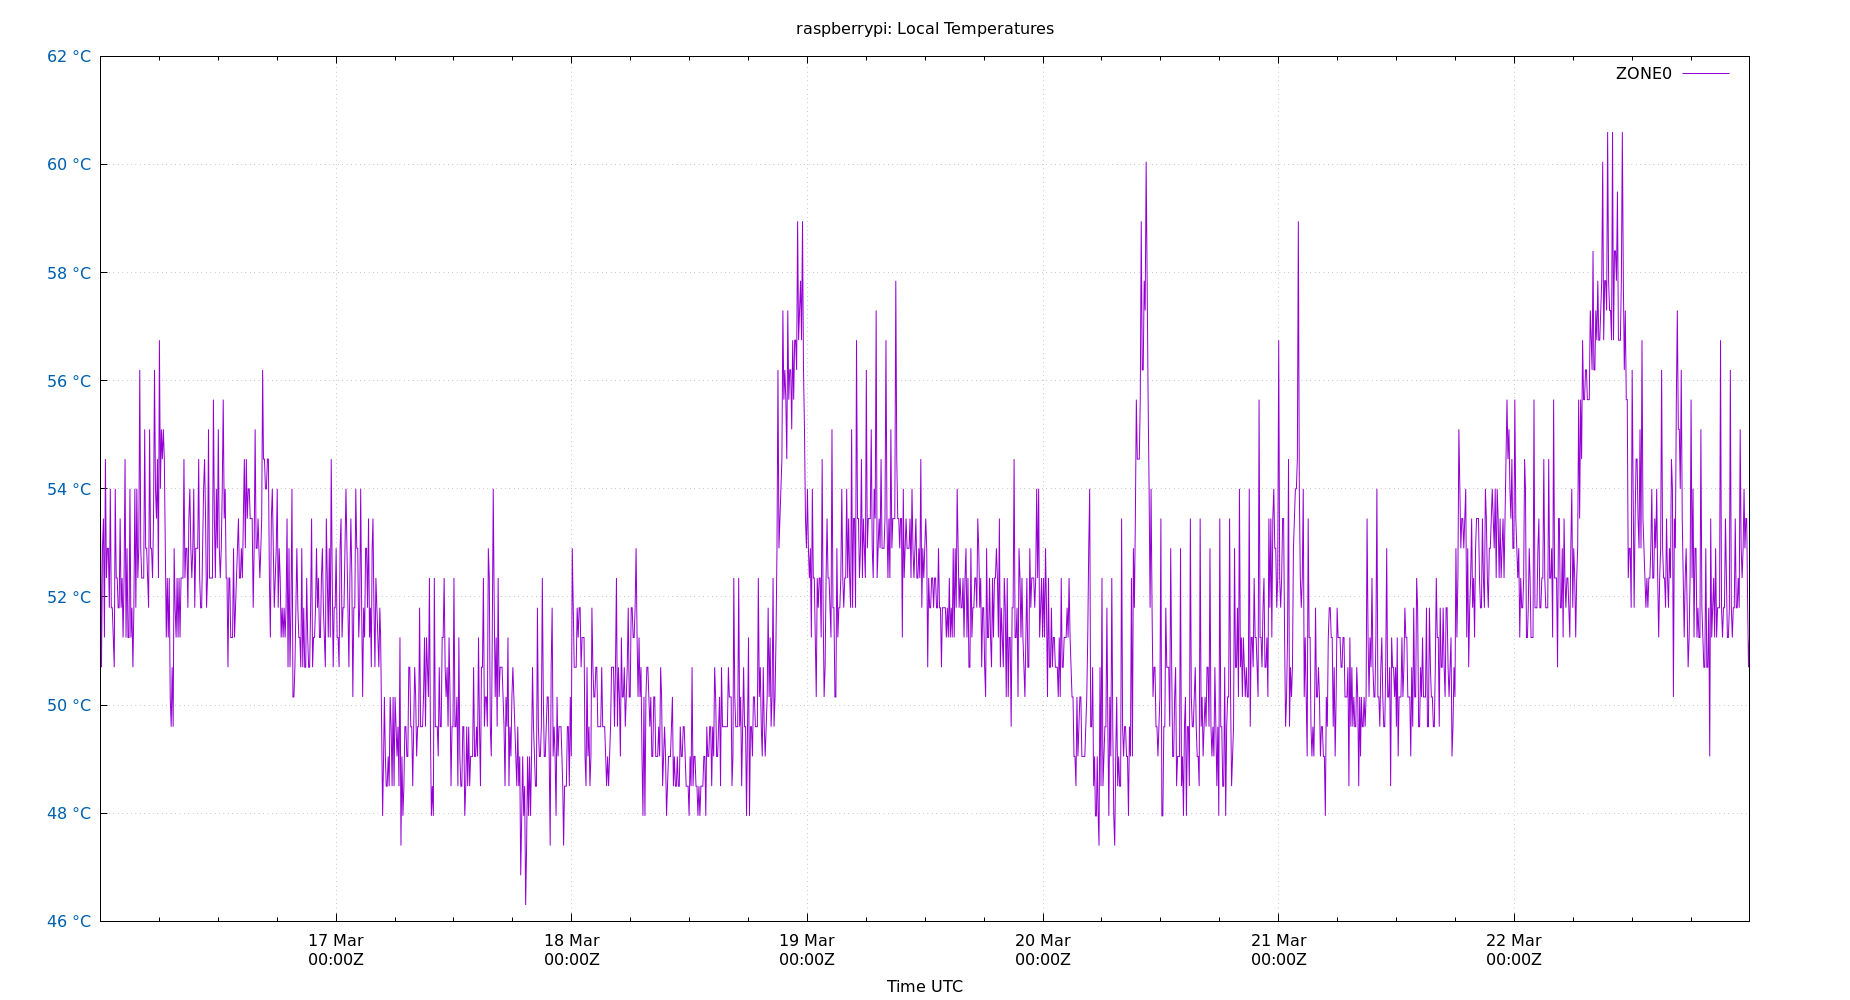 raspberrypi: Local Temperatures
ZONE0
62 °C
60 °C
58 °C
56 °C
54 °C
52 °C
50 °C
48 °C
46 °C
17 Mar 18 Mar 19 Mar 20 Mar 21 Mar 22 Mar
00:00Z 00:00Z 00:00Z 00:00Z 00:00Z 00:00Z
Time UTC